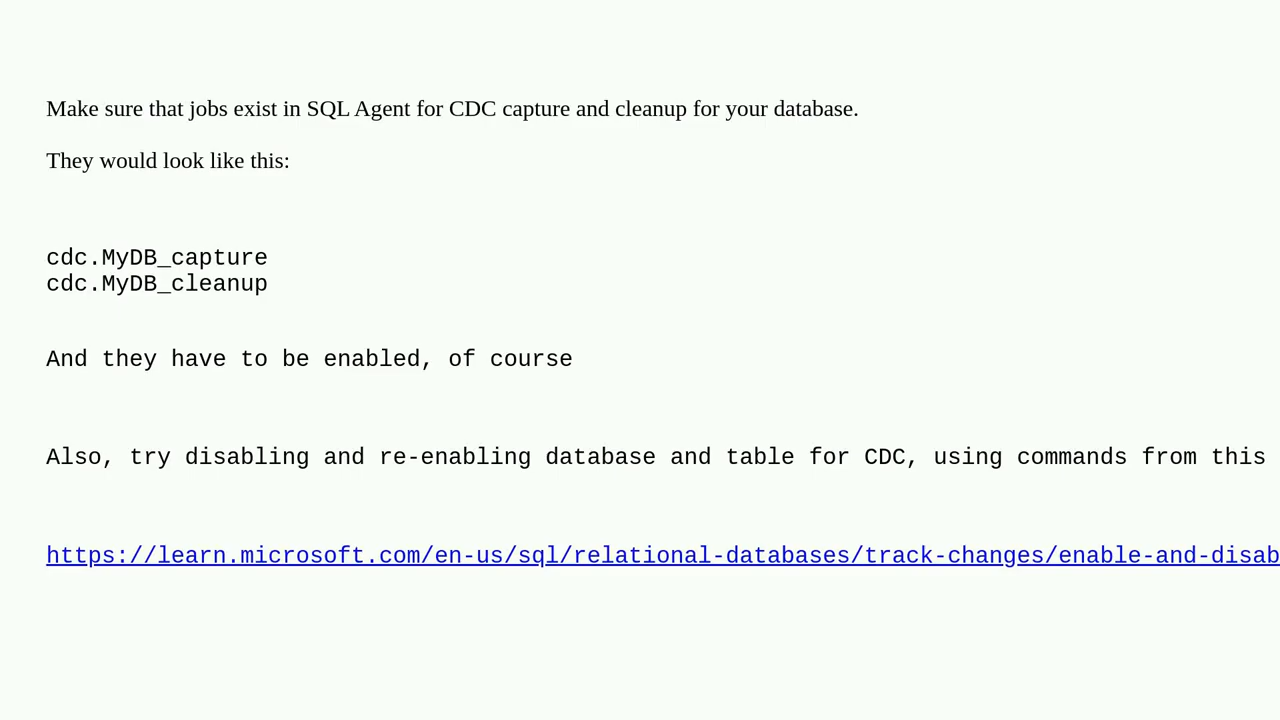 Make sure that jobs exist in SQL Agent for CDC capture and cleanup for your database.
They would look like this:
cdc.MyDB_capture
cdc.MyDB_cleanup
And they have to be enabled, of course
Also, try disabling and re-enabling database and table for CDC, using commands from this
https://learn.microsoft.com/en-us/sql/relational-databases/track-changes/enable-and-disab